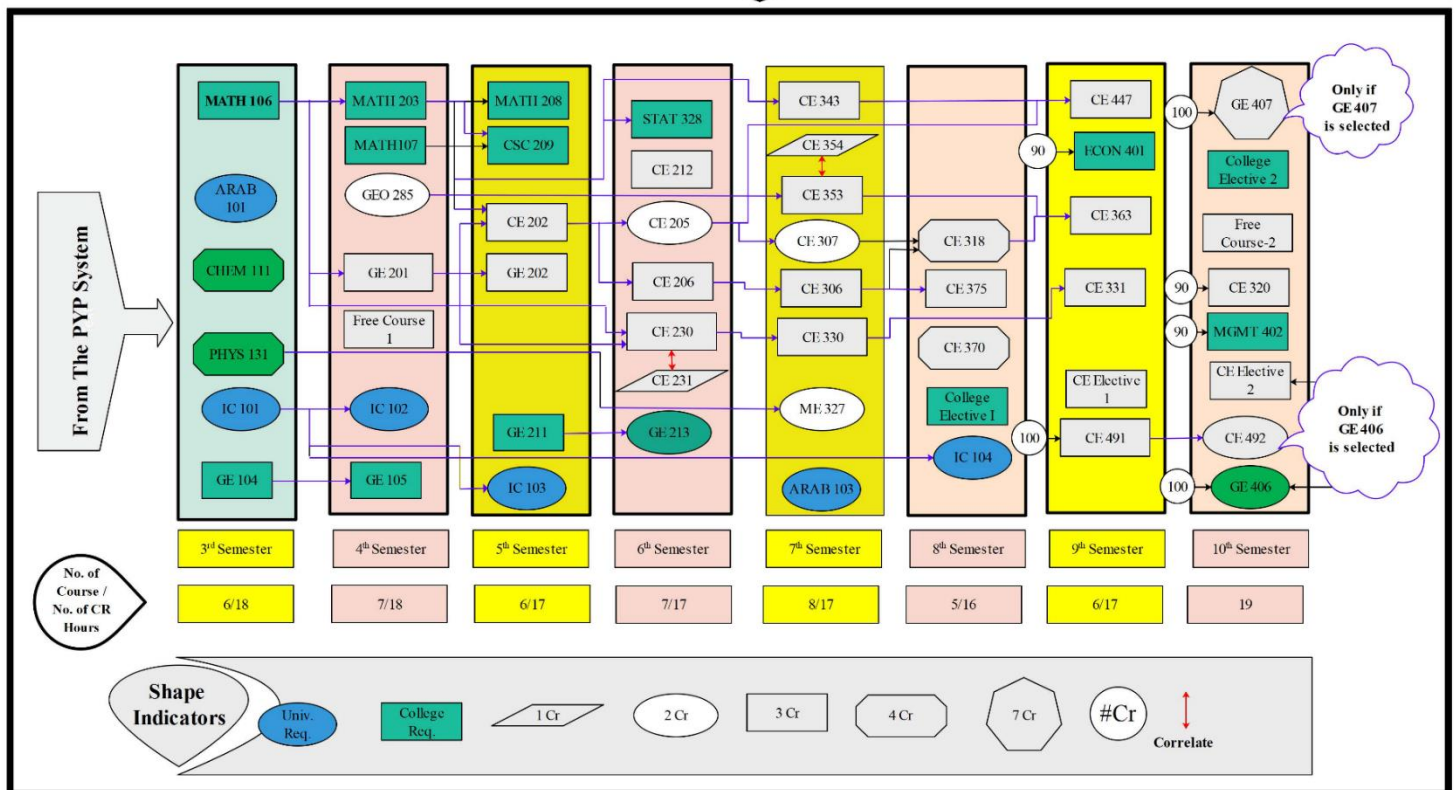 From The PYP System
MATH 106
ARAB
101
CHEM 111
PHYS 131
IC 101
GE 104
MATH 203
MATH107
GEO 285
GE 201
Free Course
1
IC 102
GE 105
MATH 208
CSC 209
CE 202
GE 202
GE 211
IC 103
STAT 328
CE 212
CE 205
CE 206
CE 230
CE 231
GE 213
CE 343
CE 354
CE 353
CE 307
CE 306
CE 330
ME 327
ARAB 103
CE 318
CE 375
CE 370
College
Elective I
IC 104
CE 447
90
ECON 401
CE 363
CE 331
CE Elective
1
100
CE 491
100
GE 407
College
Elective 2
Free
Course-2
90
CE 320
90
MGMT 402
CE Elective
2
CE 492
100
GE 406
Only if
GE407
is selected
Only if
GE406
is selected
3rd Semester
4th Semester
5th Semester
6th Semester
7th Semester
8th Semester
9th Semester
10th Semester
No. of
Course /
No. of CR
Hours
6/18
7/18
6/17
7/17
8/17
5/16
6/17
19
Shape
Indicators
Univ.
Req.
College
Req.
1 Cr
2 Cr
3 Cr
4 Cr
7 Cr
#Cr
Correlate